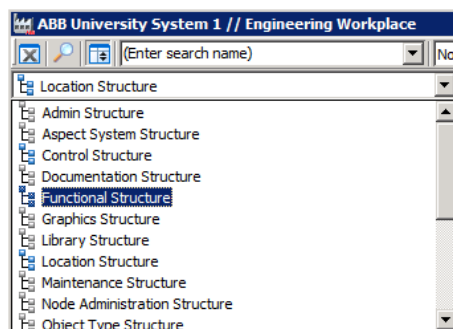 ABB University System 1 // Engineering Workplace
(Enter search name)
No
Location Structure
Admin Structure
Aspect System Structure
Control Structure
Documentation Structure
Functional Structure
Graphics Structure
Library Structure
Location Structure
Maintenance Structure
Node Administration Structure
Object Type Structure